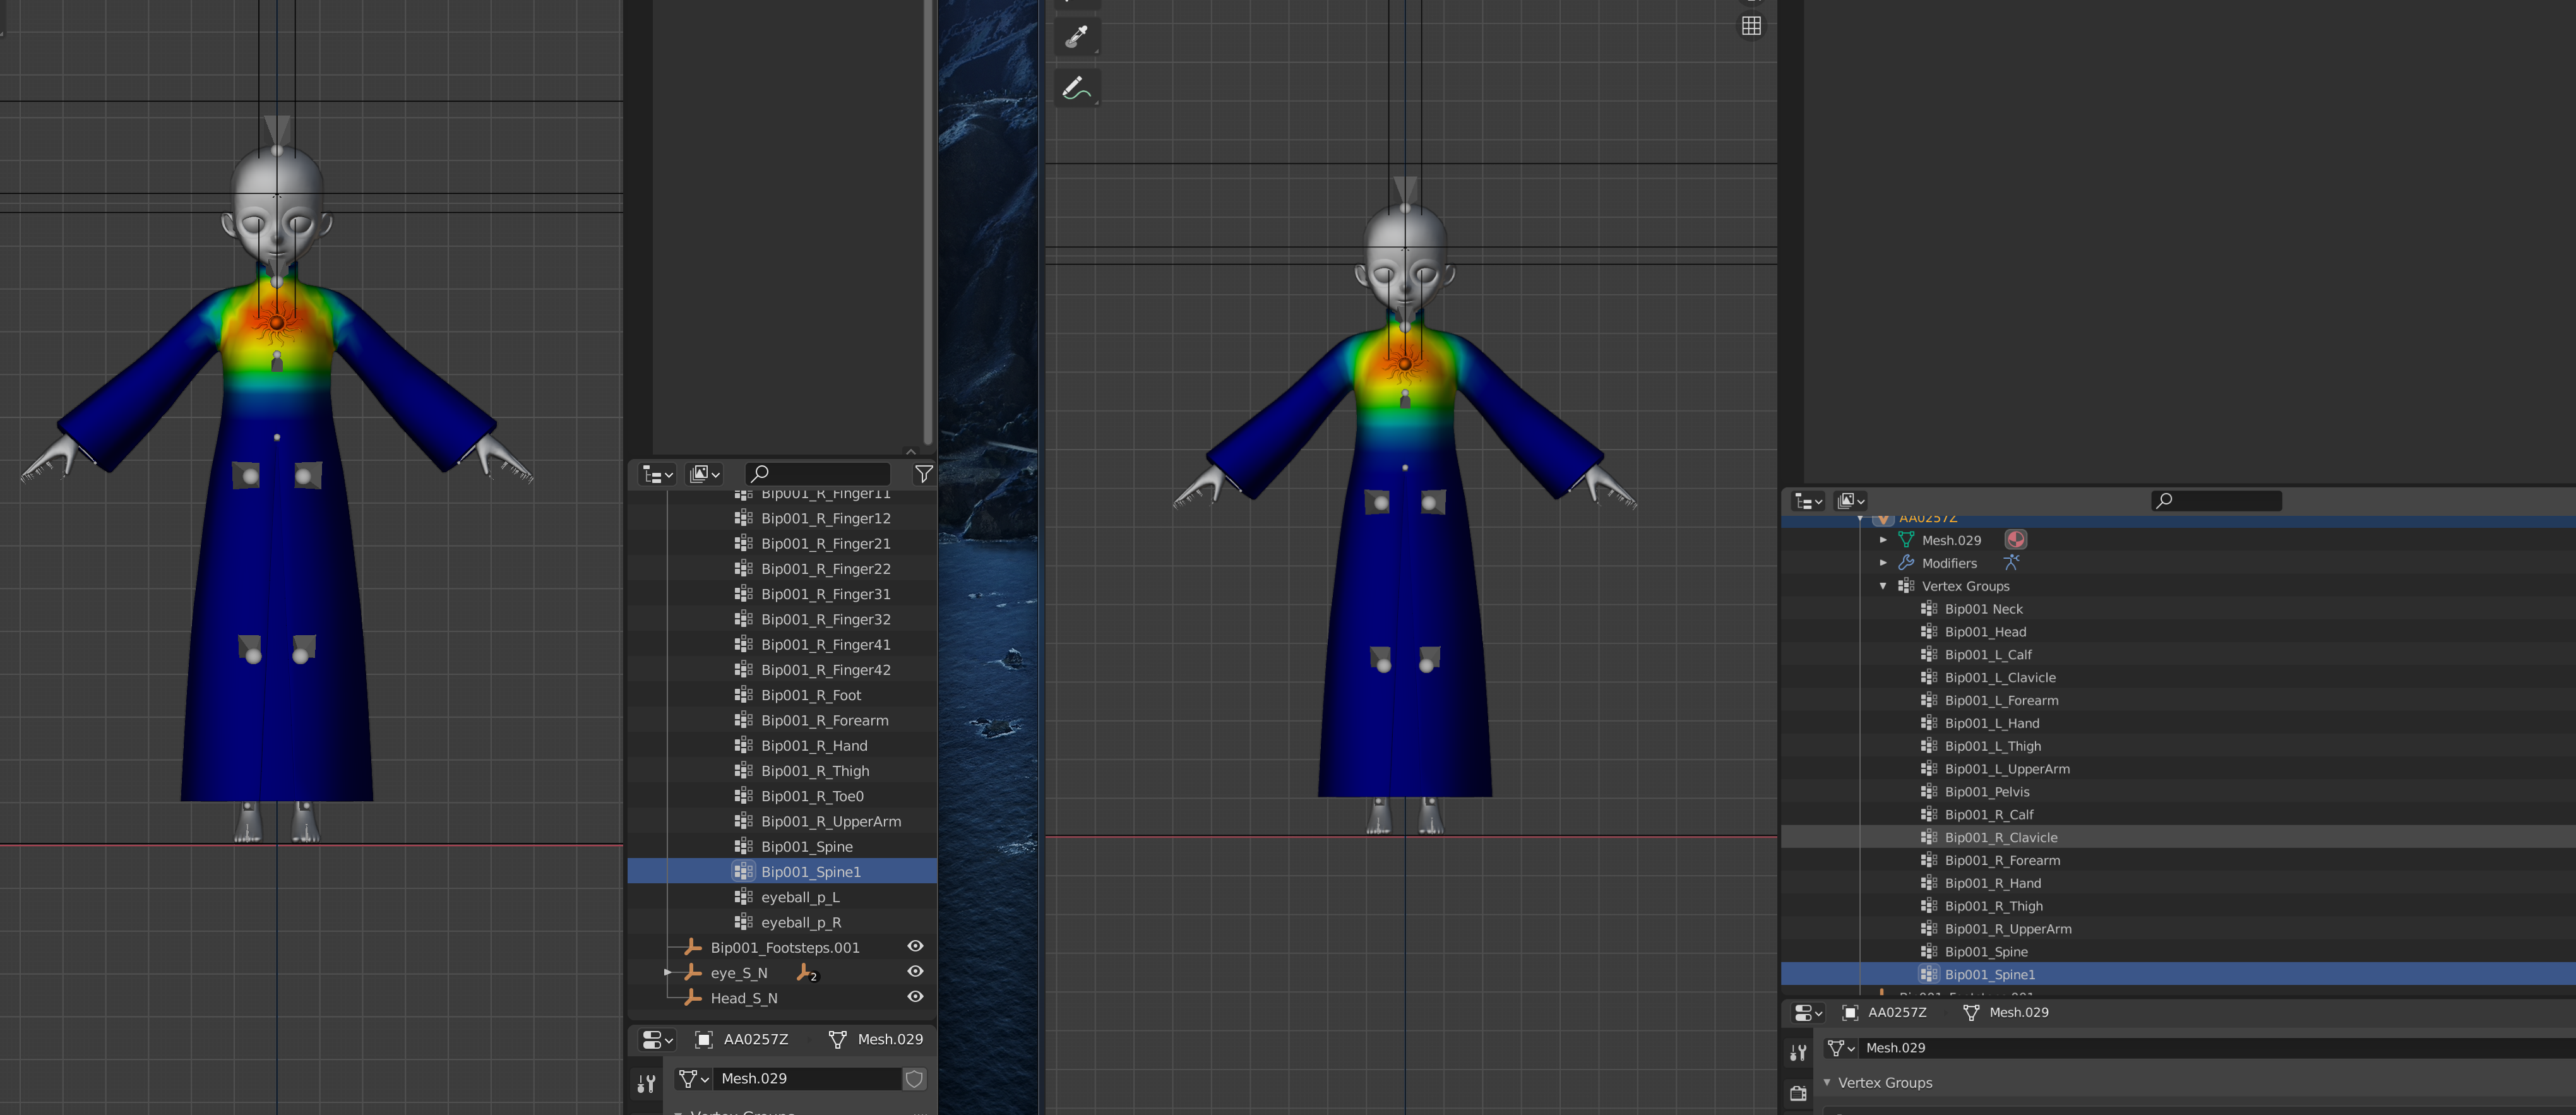 Bip001_R_Finger11
Bip001_R_Finger12
Bip001_R_Finger21
Bip001_R_Finger22
Bip001_R_Finger31
Bip001_R_Finger32
Bip001_R_Finger41
Bip001_R_Finger42
Bip001_R_Foot
Bip001_R_Forearm
Bip001_R_Hand
Bip001_R_Thigh
Bip001_R_Toe0
Bip001_R_UpperArm
Bip001_Spine
Bip001_Spine1
eyeball_p_L
eyeball_p_R
Bip001_Footsteps.001
eye_S_N 2
Head_S_N
AA0257Z Mesh.029
Mesh.029
Vertex Groups
AA0257Z
Mesh.029
Modifiers
Vertex Groups
Bip001 Neck
Bip001_Head
Bip001_L_Calf
Bip001_L_Clavicle
Bip001_L_Forearm
Bip001_L_Hand
Bip001_L_Thigh
Bip001_L_UpperArm
Bip001_Pelvis
Bip001_R_Calf
Bip001_R_Clavicle
Bip001_R_Forearm
Bip001_R_Hand
Bip001_R_Thigh
Bip001_R_UpperArm
Bip001_Spine
Bip001_Spine1
AA0257Z Mesh.029
Mesh.029
Vertex Groups